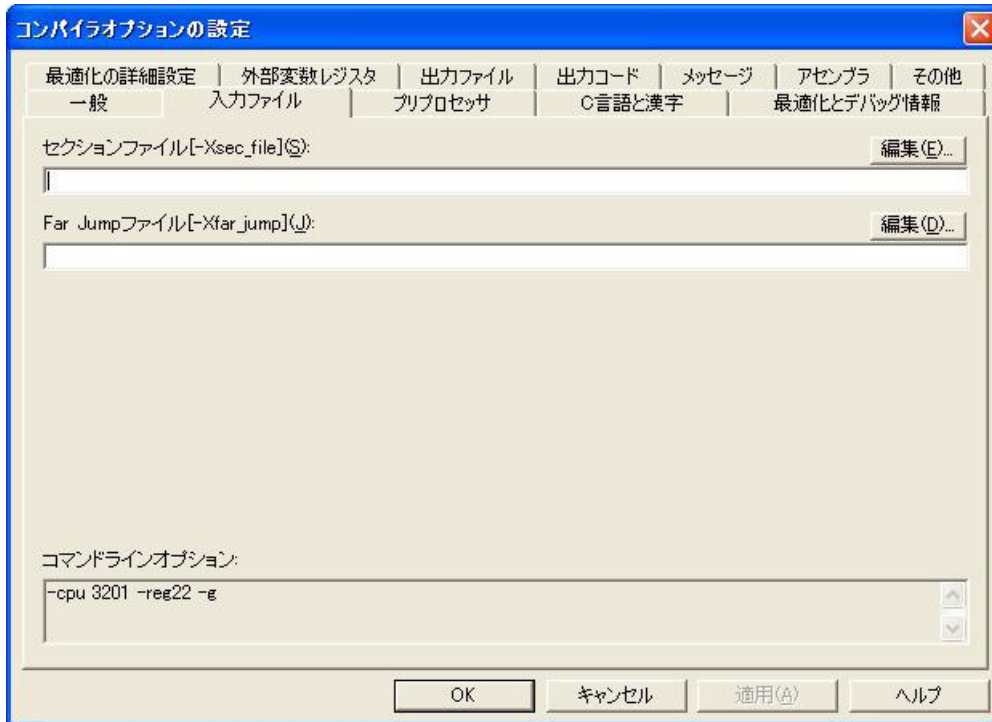 コンパイラオプションの設定
最適化の詳細設定 外部変数レジスタ 出力ファイル 出力コード メッセージ アセンブラ その他
一般 入力ファイル プリプロセッサ C言語と漢字 最適化とデバッグ情報
セクションファイル[-Xsec_file](S): 編集(E)...
Far Jumpファイル[-Xfar_jump](J): 編集(D)...
コマンドラインオプション:
-cpu 3201 -reg22 -g
OK キャンセル 適用(A) ヘルプ